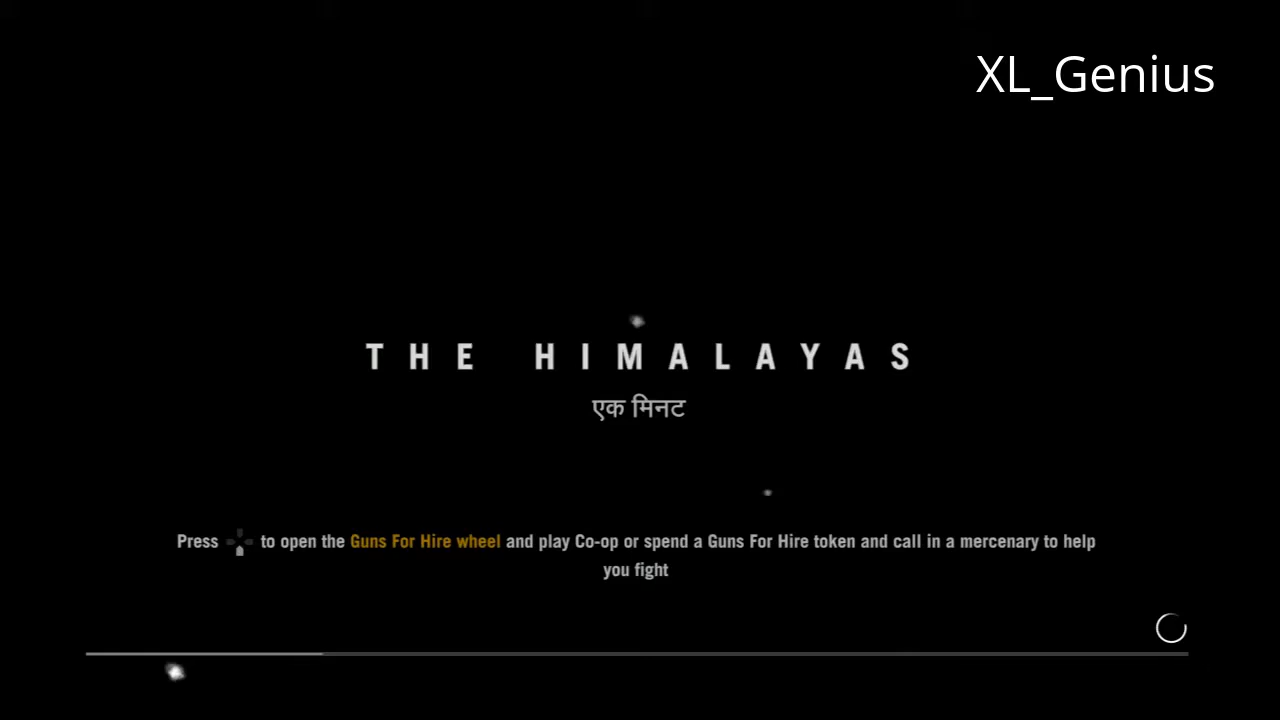 XL_Genius
THE HIMALAYAS
एक मिनट
Press to open the Guns For Hire wheel and play Co-op or spend a Guns For Hire token and call in a mercenary to help
you fight